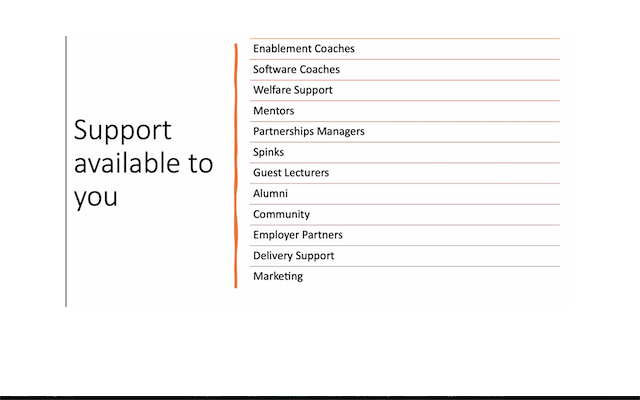 Support
available to
you
Enablement Coaches
Software Coaches
Welfare Support
Mentors
Partnerships Managers
Spinks
Guest Lecturers
Alumni
Community
Employer Partners
Delivery Support
Marketing